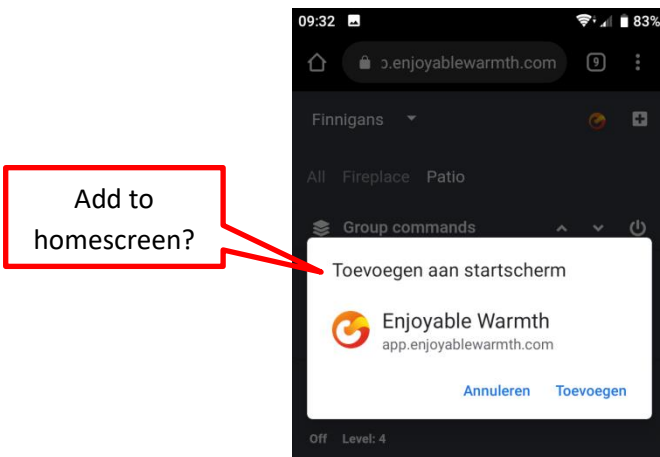 09:32
83%
ɔ.enjoyablewarmth.com
9
Finnigans
All Fireplace Patio
Group commands
Add to
homescreen?
Toevoegen aan startscherm
Enjoyable Warmth
app.enjoyablewarmth.com
Annuleren Toevoegen
Off Level: 4